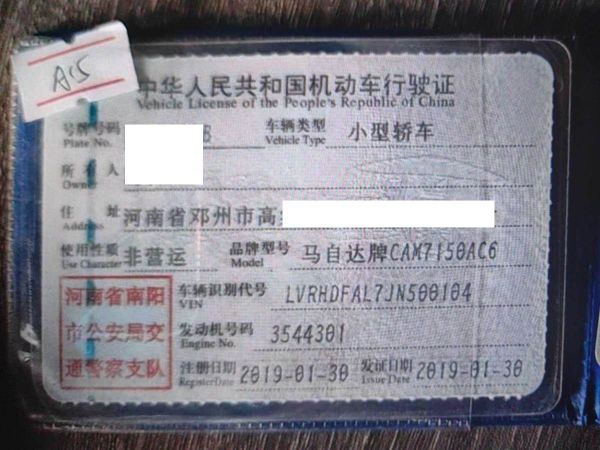 A15
中华人民共和国机动车行驶证
Vehicle License of the People's Republic of China
号牌号码 B 车辆类型 小型轿车
Plate No. Vehicle Type
所有人
Owner
住址 河南省邓州市高
Address
使用性质 非营运 品牌型号 马自达牌CAM7150AC6
Use Character Model
河南省南阳 车辆识别代号 LVRHDFAL7JN500104
VIN
市公安局交 发动机号码 3544301
Engine No.
通警察支队 注册日期 2019-01-30 发证日期 2019-01-30
Register Date Issue Date